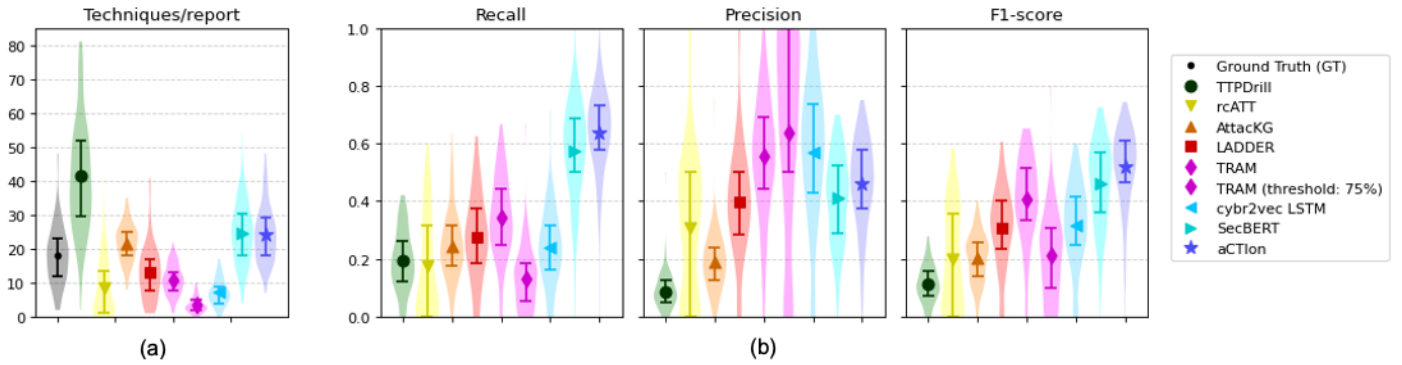 Techniques/report
80
70
60
50
40
30
20
10
0
(a)
Recall
1.0
0.8
0.6
0.4
0.2
0.0
Precision
(b)
F1-score
Ground Truth (GT)
TTPDrill
rcATT
AttacKG
LADDER
TRAM
TRAM (threshold: 75%)
cybr2vec LSTM
SecBERT
aCTIon